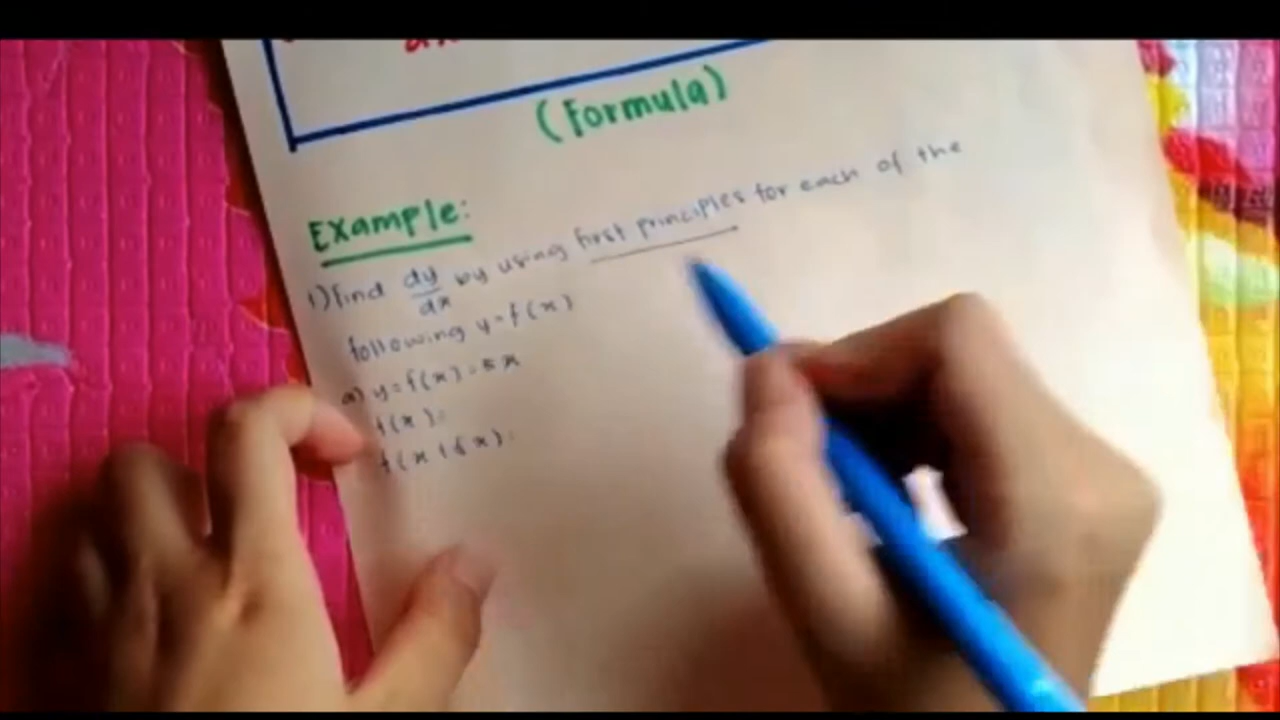 (Formula)
Example:
1) Find dy/dx by using first principles for each of the
following y=f(x)
a) y=f(x)=5x
f(x)=
f(x+δx)=